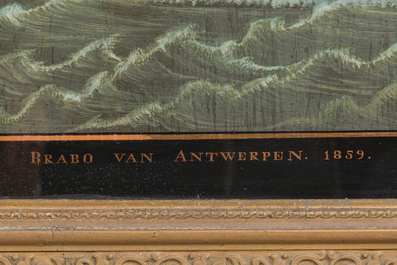 BRABO VAN ANTWERPEN. 1859.